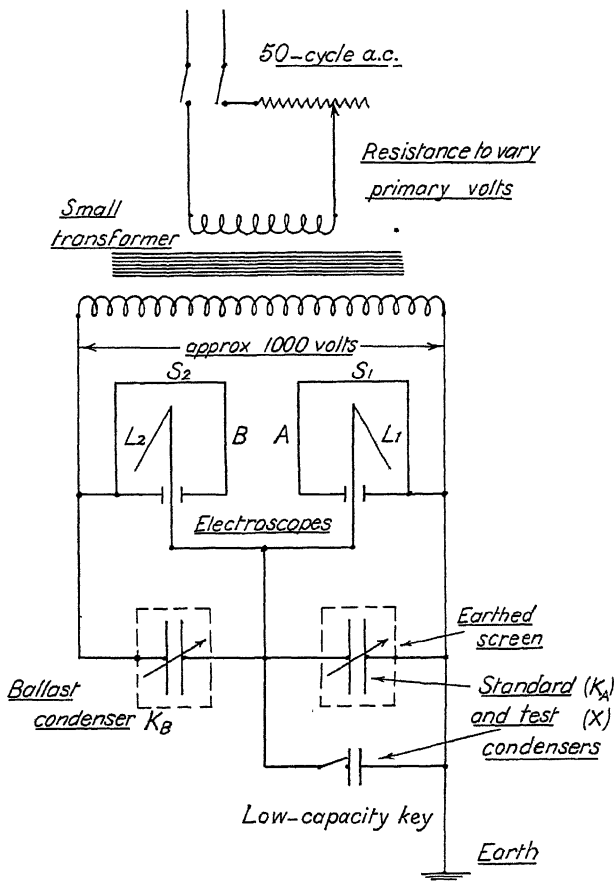 50-cycle a.c.
Resistance to vary
primary volts
Small
transformer
approx 1000 volts
S2
S1
L2
B
A
L1
Electroscopes
Earthed
screen
Ballast
condenser KB
Standard (KA)
and test (X)
condensers
Low-capacity key
Earth